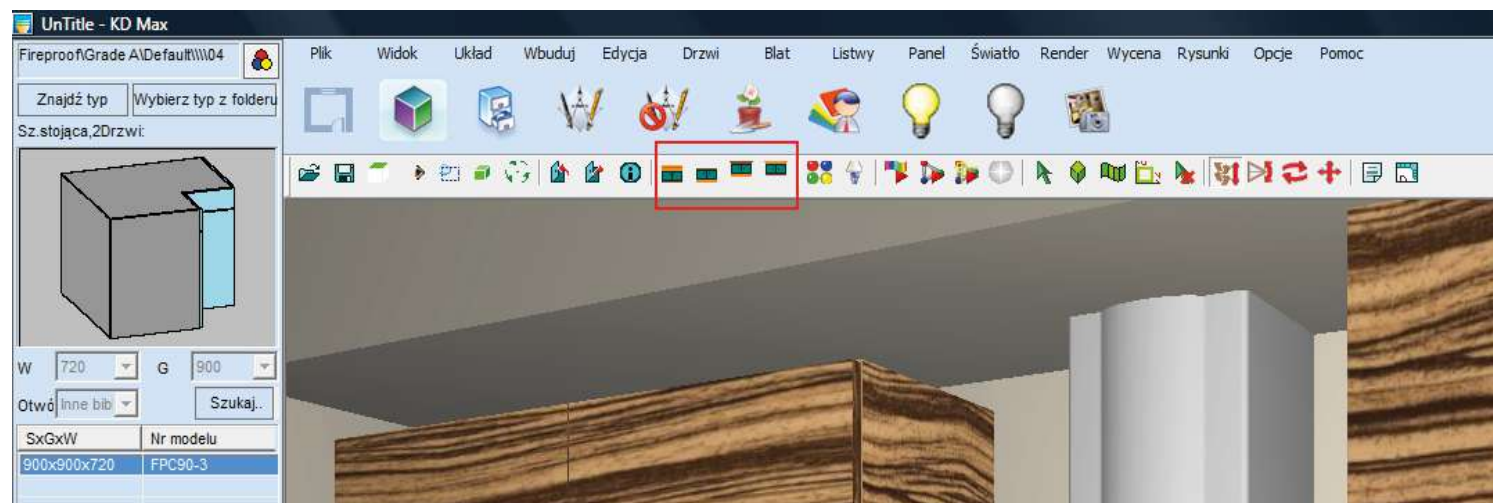 UnTitle - KD Max
Fireproof\Grade A\Default\\\\04
Plik Widok Układ Wbuduj Edycja Drzwi Blat Listwy Panel Światło Render Wycena Rysunki Opcje Pomoc
Znajdź typ Wybierz typ z folderu
Sz.stojąca,2Drzwi:
W 720 G 900
Otwó Inne bib Szukaj..
SxGxW Nr modelu
900x900x720 FPC90-3